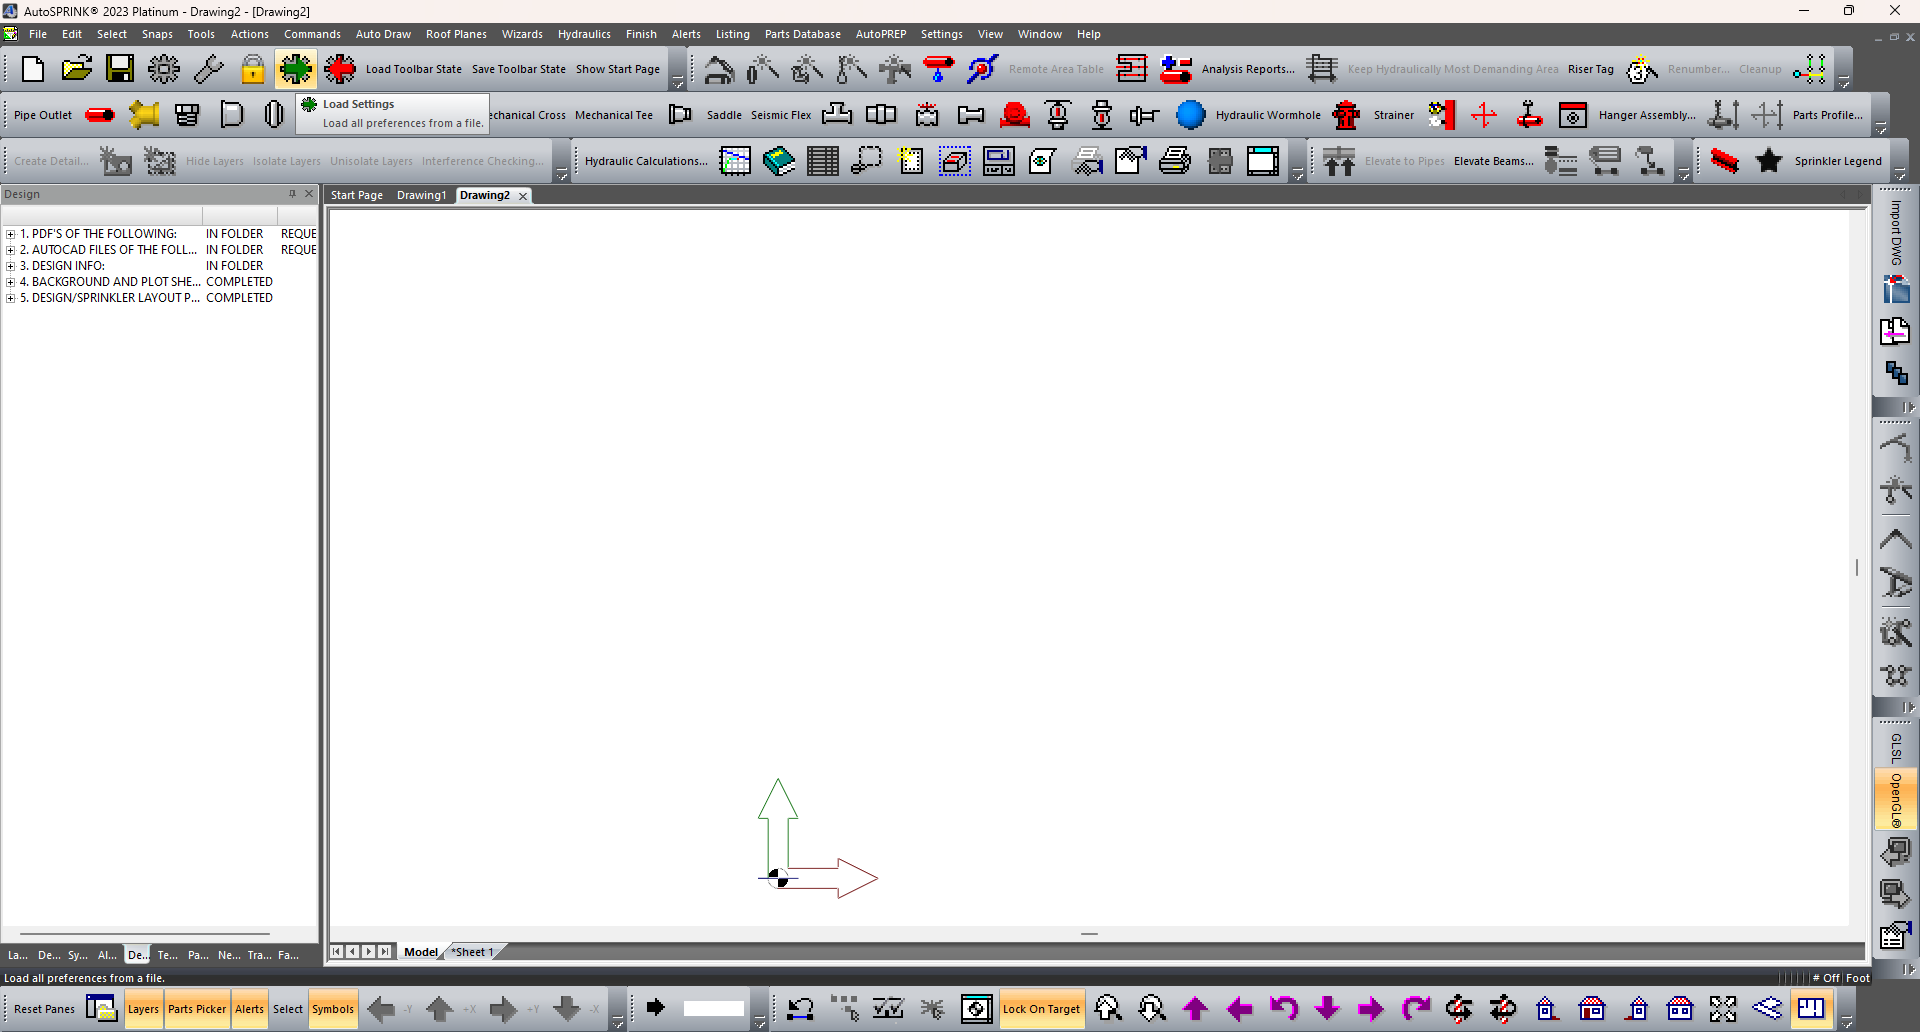 AutoSPRINK® 2023 Platinum - Drawing2 - [Drawing2]
File Edit Select Snaps Tools Actions Commands Auto Draw Roof Planes Wizards Hydraulics Finish Alerts Listing Parts Database AutoPREP Settings View Window Help
Load Toolbar State Save Toolbar State Show Start Page Remote Area Table Analysis Reports... Keep Hydraulically Most Demanding Area Riser Tag Renumber... Cleanup
Pipe Outlet Load Settings echanical Cross Mechanical Tee Saddle Seismic Flex Hydraulic Wormhole Strainer Hanger Assembly... Parts Profile...
Load all preferences from a file.
Create Detail... Hide Layers Isolate Layers Unisolate Layers Interference Checking... Hydraulic Calculations... Elevate to Pipes Elevate Beams... Sprinkler Legend
Design
Start Page Drawing1 Drawing2
1. PDF'S OF THE FOLLOWING: IN FOLDER REQUE
2. AUTOCAD FILES OF THE FOLL... IN FOLDER REQUE
3. DESIGN INFO: IN FOLDER
4. BACKGROUND AND PLOT SHE... COMPLETED
5. DESIGN/SPRINKLER LAYOUT P... COMPLETED
Import DWG
GLSL
OpenGL®
La... De... Sy... Al... De... Te... Pa... Ne... Tra... Fa...
Model *Sheet 1
Load all preferences from a file.
# Off Foot
Reset Panes Layers Parts Picker Alerts Select Symbols -Y +X +Y -X Lock On Target